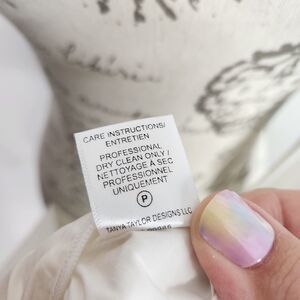 CARE INSTRUCTIONS/
ENTRETIEN
PROFESSIONAL
DRY CLEAN ONLY/
NETTOYAGE À SEC
PROFESSIONNEL
UNIQUEMENT
P
TANYA TAYLOR DESIGNS LLC